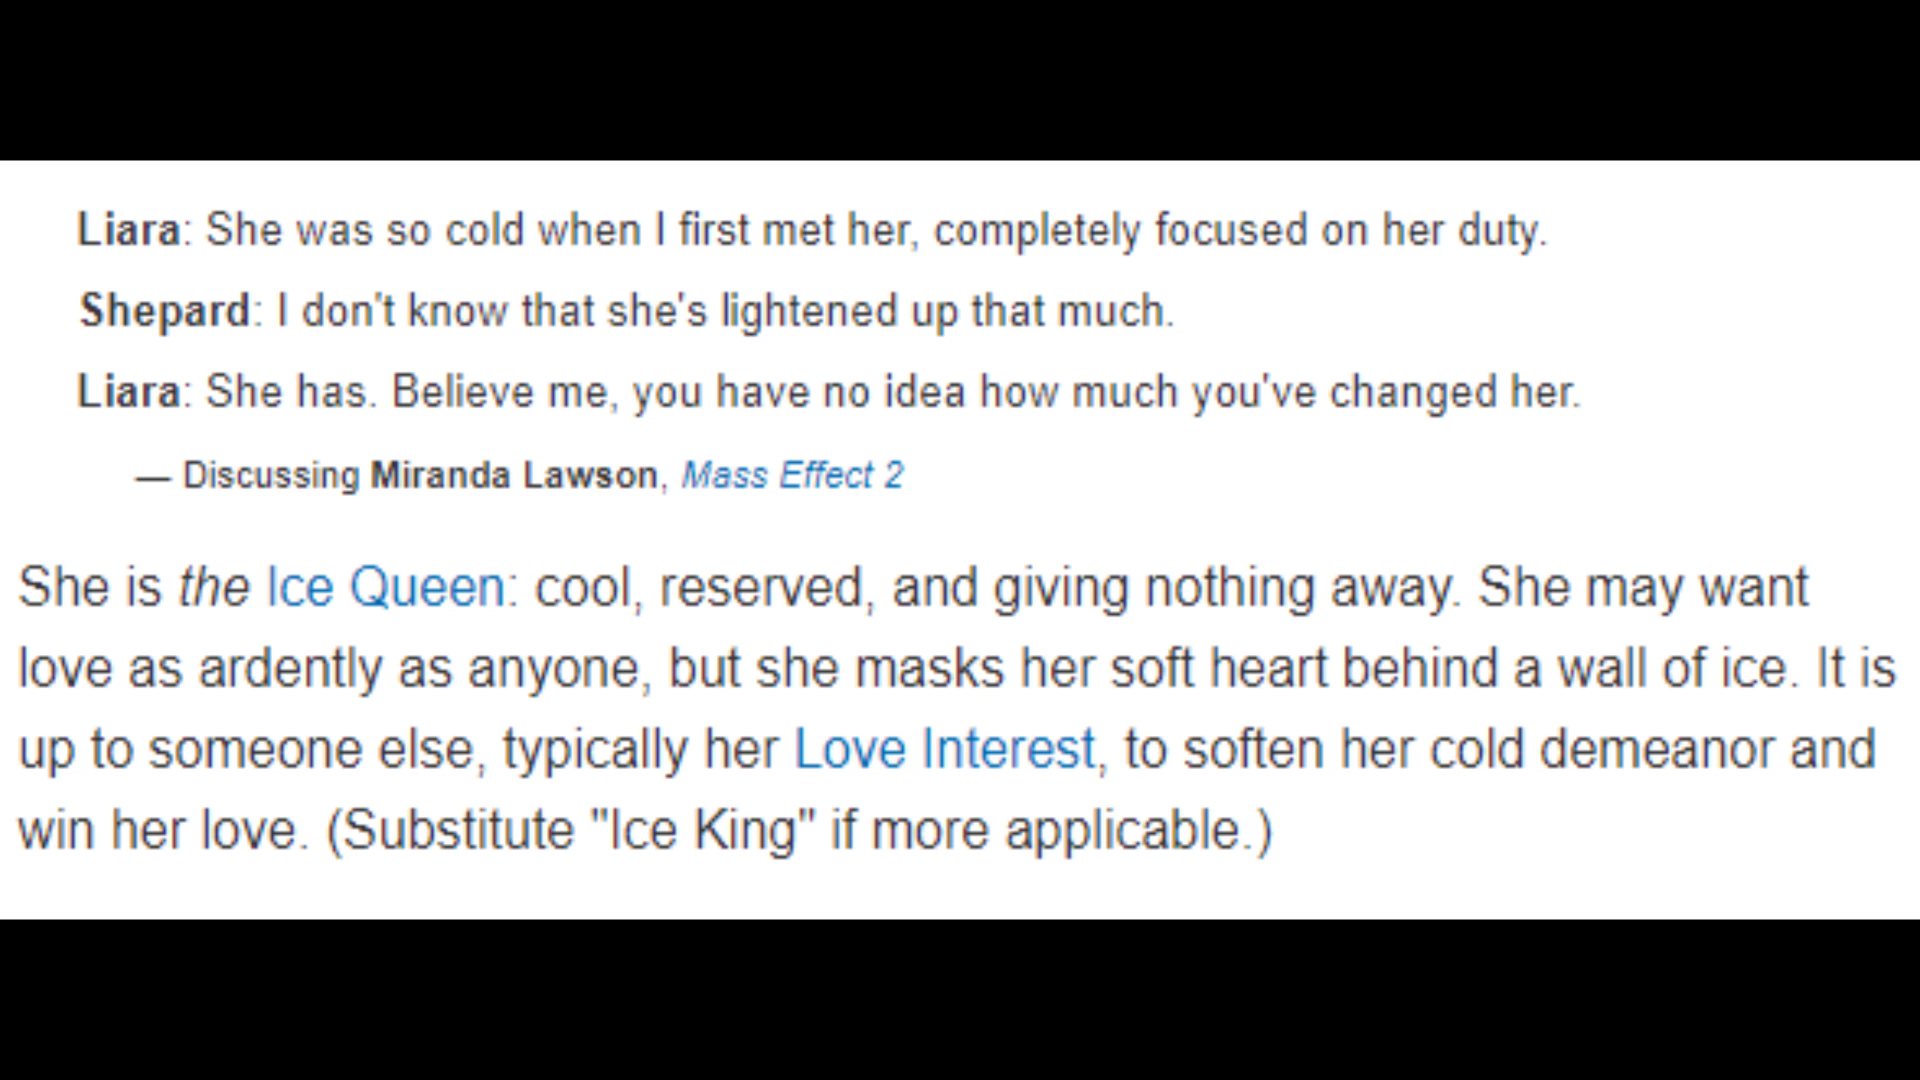 Liara: She was so cold when I first met her, completely focused on her duty.
Shepard: I don't know that she's lightened up that much.
Liara: She has. Believe me, you have no idea how much you've changed her.
— Discussing Miranda Lawson, Mass Effect 2
She is the Ice Queen: cool, reserved, and giving nothing away. She may want
love as ardently as anyone, but she masks her soft heart behind a wall of ice. It is
up to someone else, typically her Love Interest, to soften her cold demeanor and
win her love. (Substitute "Ice King" if more applicable.)